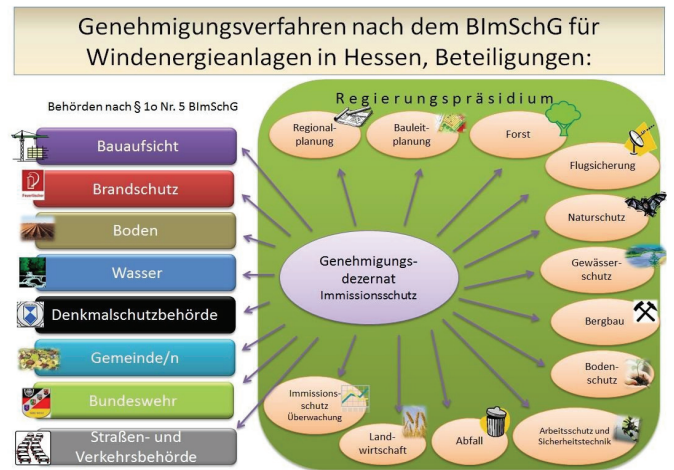 Genehmigungsverfahren nach dem BImSchG für
Windenergieanlagen in Hessen, Beteiligungen:
Behörden nach § 1o Nr. 5 BImSchG
Bauaufsicht
Brandschutz
Boden
Wasser
Denkmalschutzbehörde
Gemeinde/n
Bundeswehr
Straßen- und
Verkehrsbehörde
Regierungspräsidium
Regional-
planung
Bauleit-
planung
Forst
Flugsicherung
Naturschutz
Gewässer-
schutz
Bergbau
Boden-
schutz
Arbeitsschutz und
Sicherheitstechnik
Abfall
Land-
wirtschaft
Immissions-
schutz
Überwachung
Genehmigungs-
dezernat
Immissionsschutz